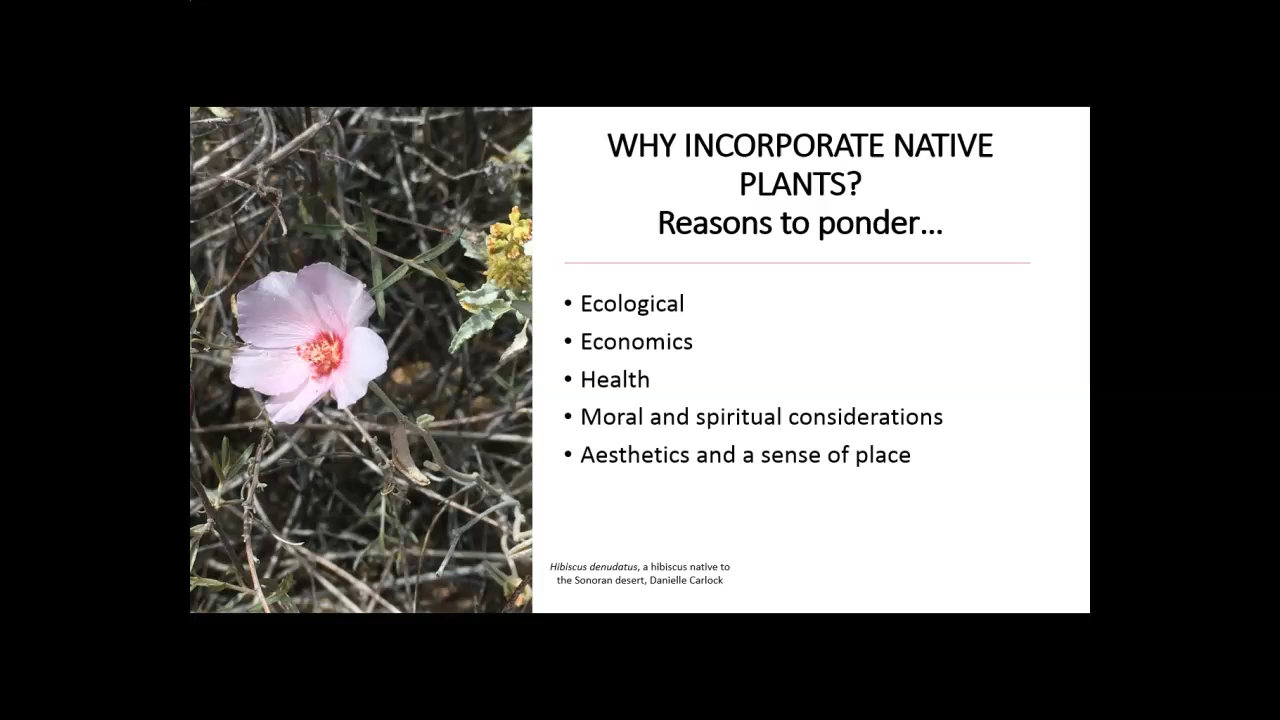 WHY INCORPORATE NATIVE
PLANTS?
Reasons to ponder...
• Ecological
• Economics
• Health
• Moral and spiritual considerations
• Aesthetics and a sense of place
Hibiscus denudatus, a hibiscus native to
the Sonoran desert, Danielle Carlock